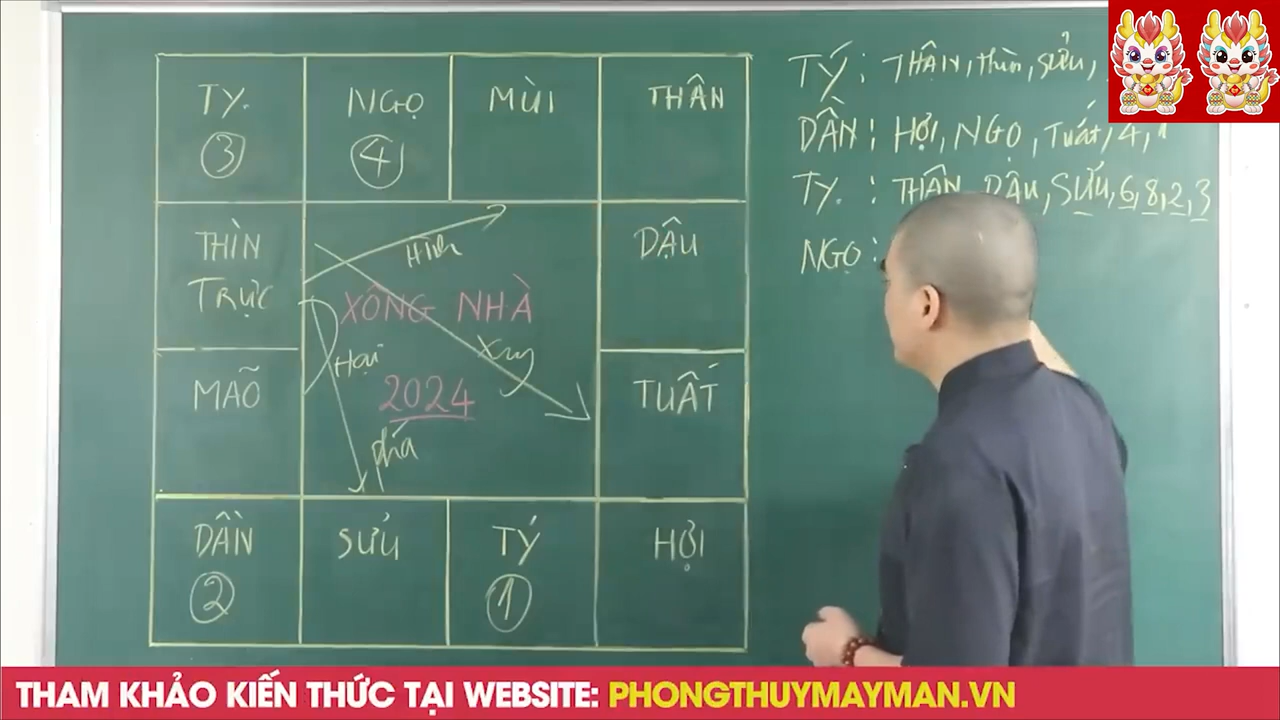 TỴ. NGỌ MÙI THÂN
③ ④
THÌN DẬU
TRỰC
MAÕ TUẤT
DẦN SỬU TÝ HỢI
② ①
Hình
XÔNG NHÀ
Hại Xung
2024
phá
TÝ: THÂN, thìn, SỬU,
DẦN: HỢI, NGỌ, Tuất, 4, 1
TỴ.: THÂN, DẬU, SỬU, 6, 8, 2, 3
NGỌ:
THAM KHẢO KIẾN THỨC TẠI WEBSITE: PHONGTHUYMAYMAN.VN